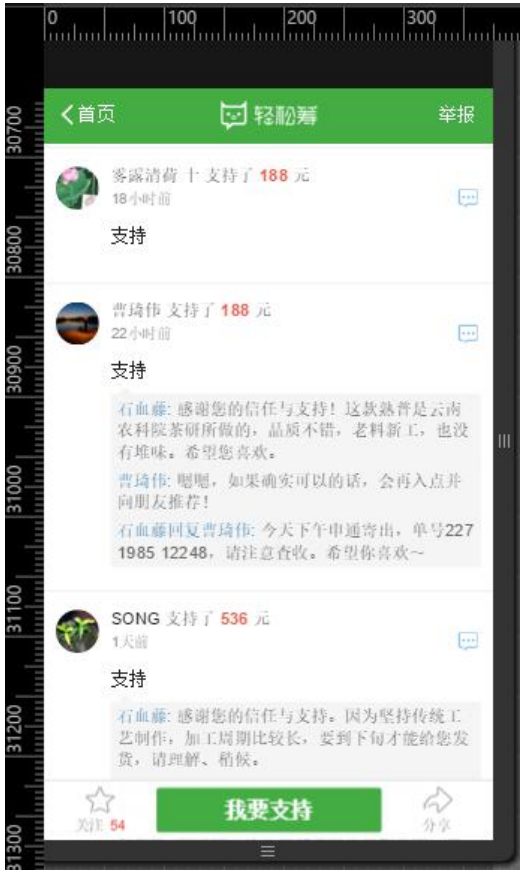 0 100 200 300
首页 轻松筹 举报
30700
雾露清荷 十 支持了 188 元
18小时前
支持
30800
曹琦伟 支持了 188 元
22小时前
支持
30900
石血藤: 感谢您的信任与支持！这款熟普是云南
农科院茶研所做的，品质不错，老料新工，也没
有堆味。希望您喜欢。
曹琦伟: 嗯嗯，如果确实可以的话，会再入点并
向朋友推荐！
31000
石血藤回复曹琦伟: 今天下午申通寄出，单号227
1985 12248，请注意查收。希望你喜欢～
31100
SONG 支持了 536 元
1天前
支持
31200
石血藤: 感谢您的信任与支持。因为坚持传统工
艺制作，加工周期比较长，要到下旬才能给您发
货，请理解、稍候。
关注 54 我要支持 分享
31300